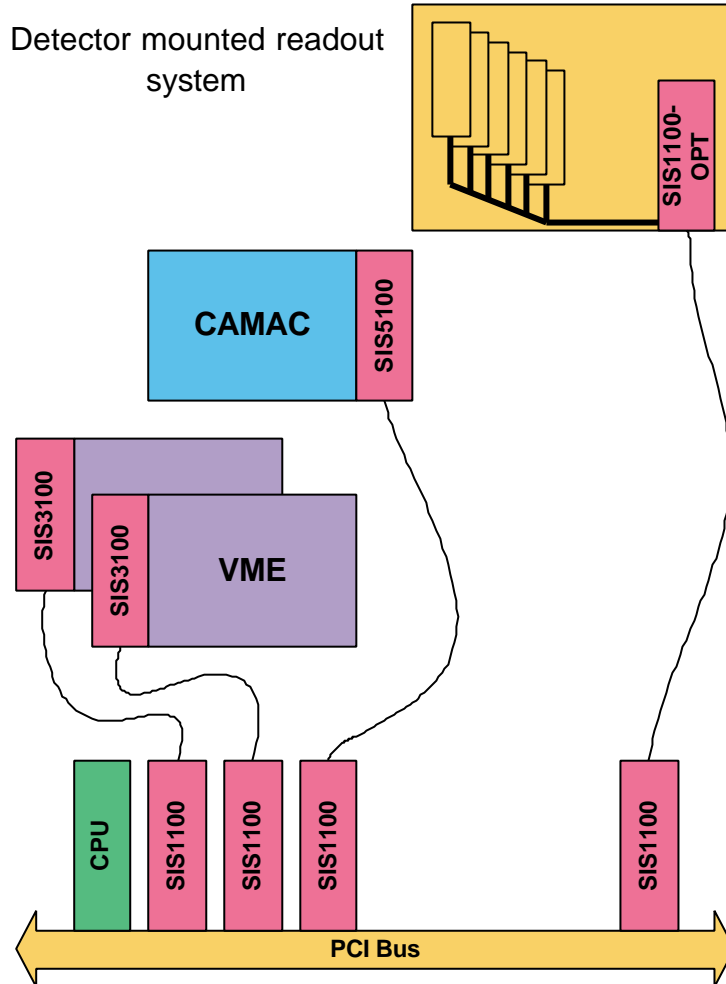 Detector mounted readout
system
SIS1100-
OPT
CAMAC
SIS5100
SIS3100
SIS3100
VME
CPU
SIS1100
SIS1100
SIS1100
SIS1100
PCI Bus